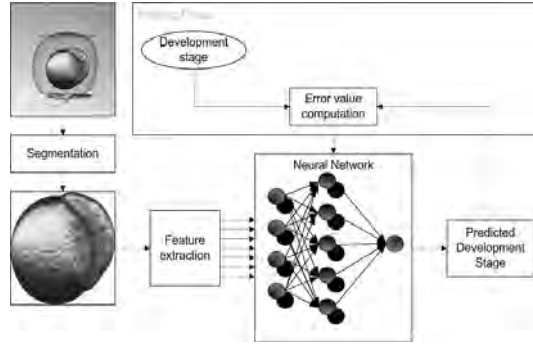 Development
stage
Error value
computation
Segmentation
Neural Network
Feature
extraction
Predicted
Development
Stage